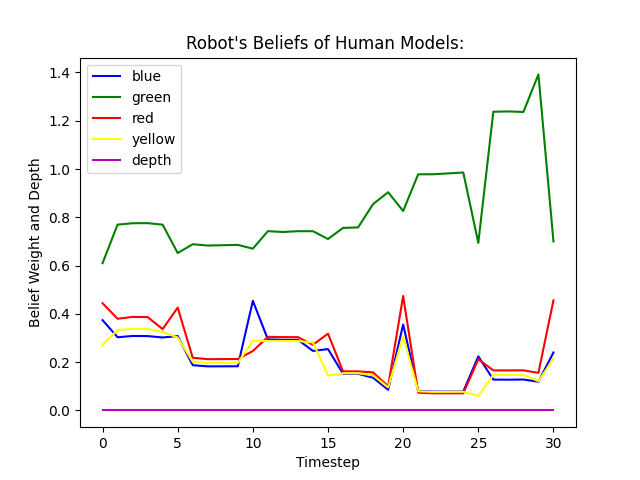 Robot's Beliefs of Human Models:
blue
green
red
yellow
depth
Belief Weight and Depth
1.4
1.2
1.0
0.8
0.6
0.4
0.2
0.0
0 5 10 15 20 25 30
Timestep